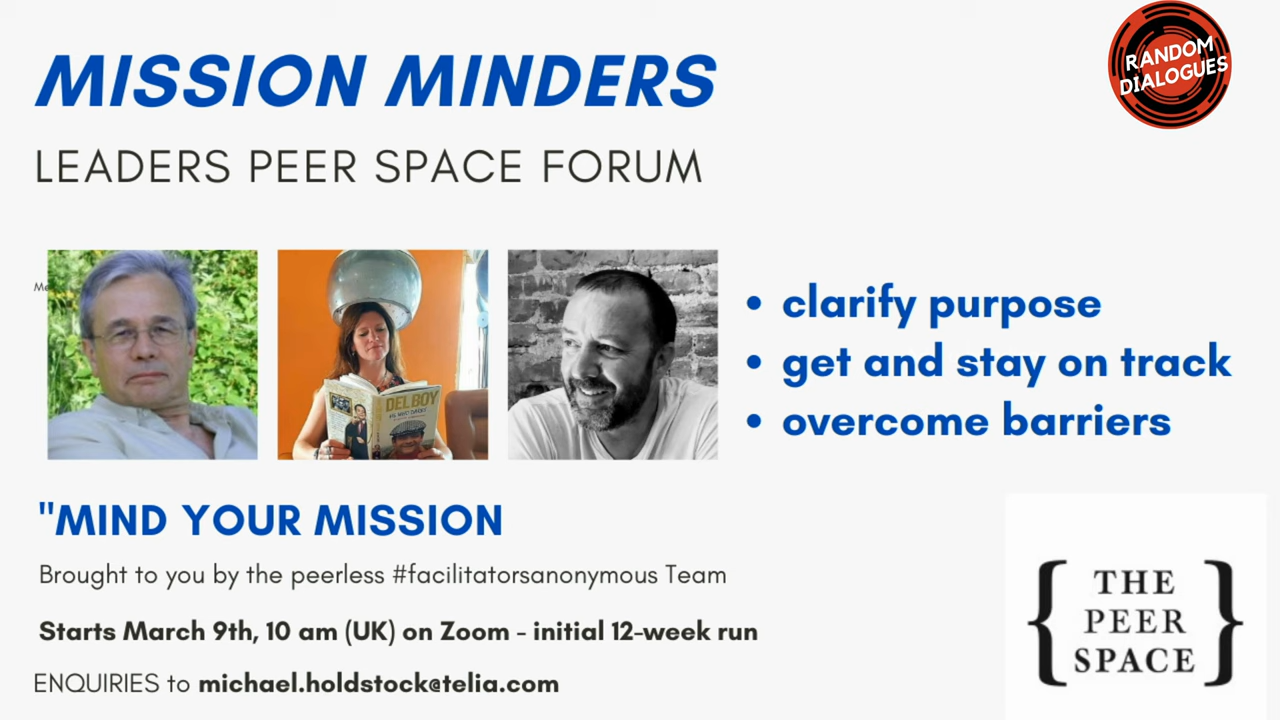 MISSION MINDERS
RANDOM
DIALOGUES
LEADERS PEER SPACE FORUM
DEL BOY
• clarify purpose
• get and stay on track
• overcome barriers
"MIND YOUR MISSION
Brought to you by the peerless #facilitatorsanonymous Team
Starts March 9th, 10 am (UK) on Zoom - initial 12-week run
ENQUIRIES to michael.holdstock@telia.com
THE
PEER
SPACE